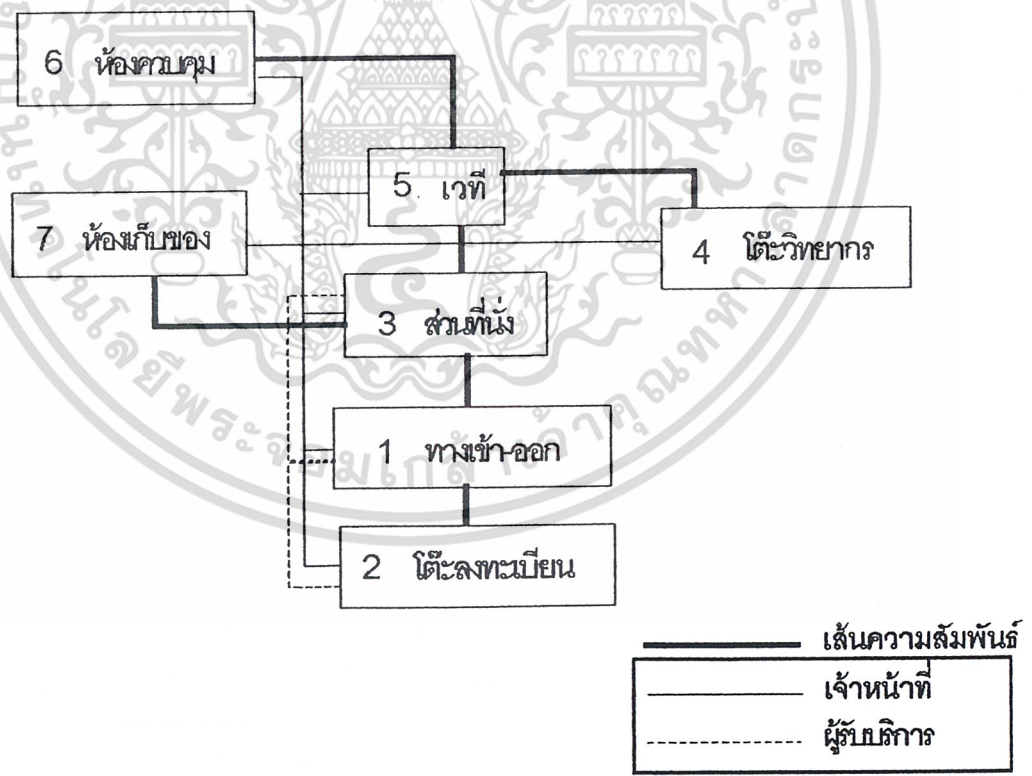 6 ห้องควบคุม
5 เวที
7 ห้องเก็บของ
4 โต๊ะวิทยากร
3 ส่วนที่นั่ง
1 ทางเข้า-ออก
2 โต๊ะลงทะเบียน
เส้นความสัมพันธ์
เจ้าหน้าที่
ผู้รับบริการ